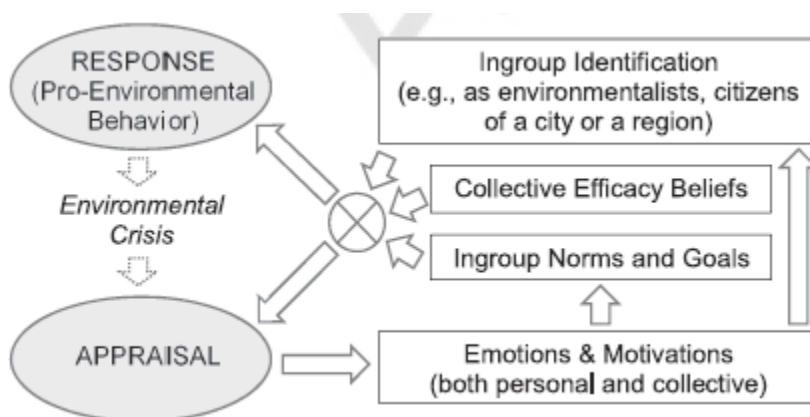 RESPONSE
(Pro-Environmental
Behavior)
Environmental
Crisis
APPRAISAL
Ingroup Identification
(e.g., as environmentalists, citizens
of a city or a region)
Collective Efficacy Beliefs
Ingroup Norms and Goals
Emotions & Motivations
(both personal and collective)